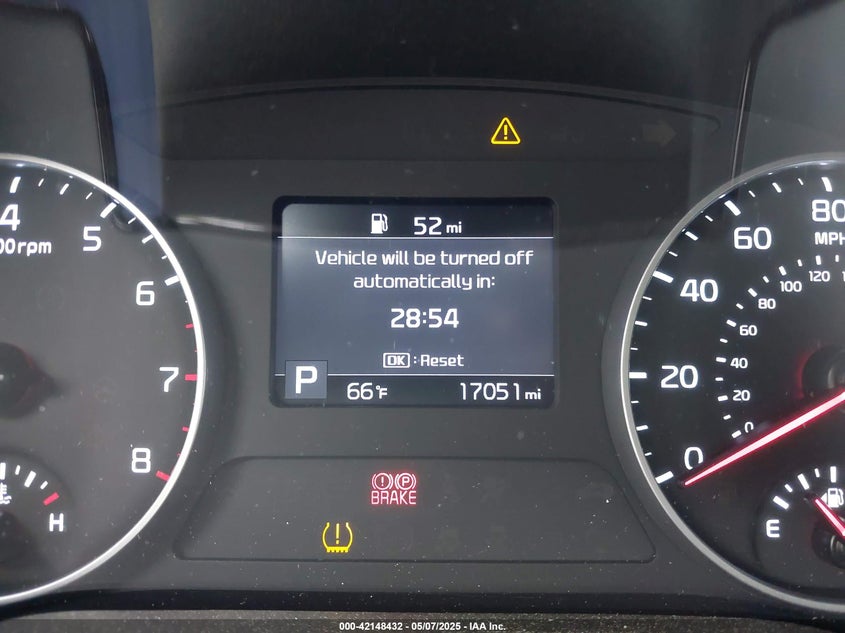 52 mi
Vehicle will be turned off
automatically in:
28:54
OK : Reset
P 66°F 17051 mi
4
5
6
7
8
00rpm
H
80
MPH
60
40
20
0
120
100
80
60
40
20
0
E
BRAKE
000-42148432 - 05/07/2025 - IAA Inc.